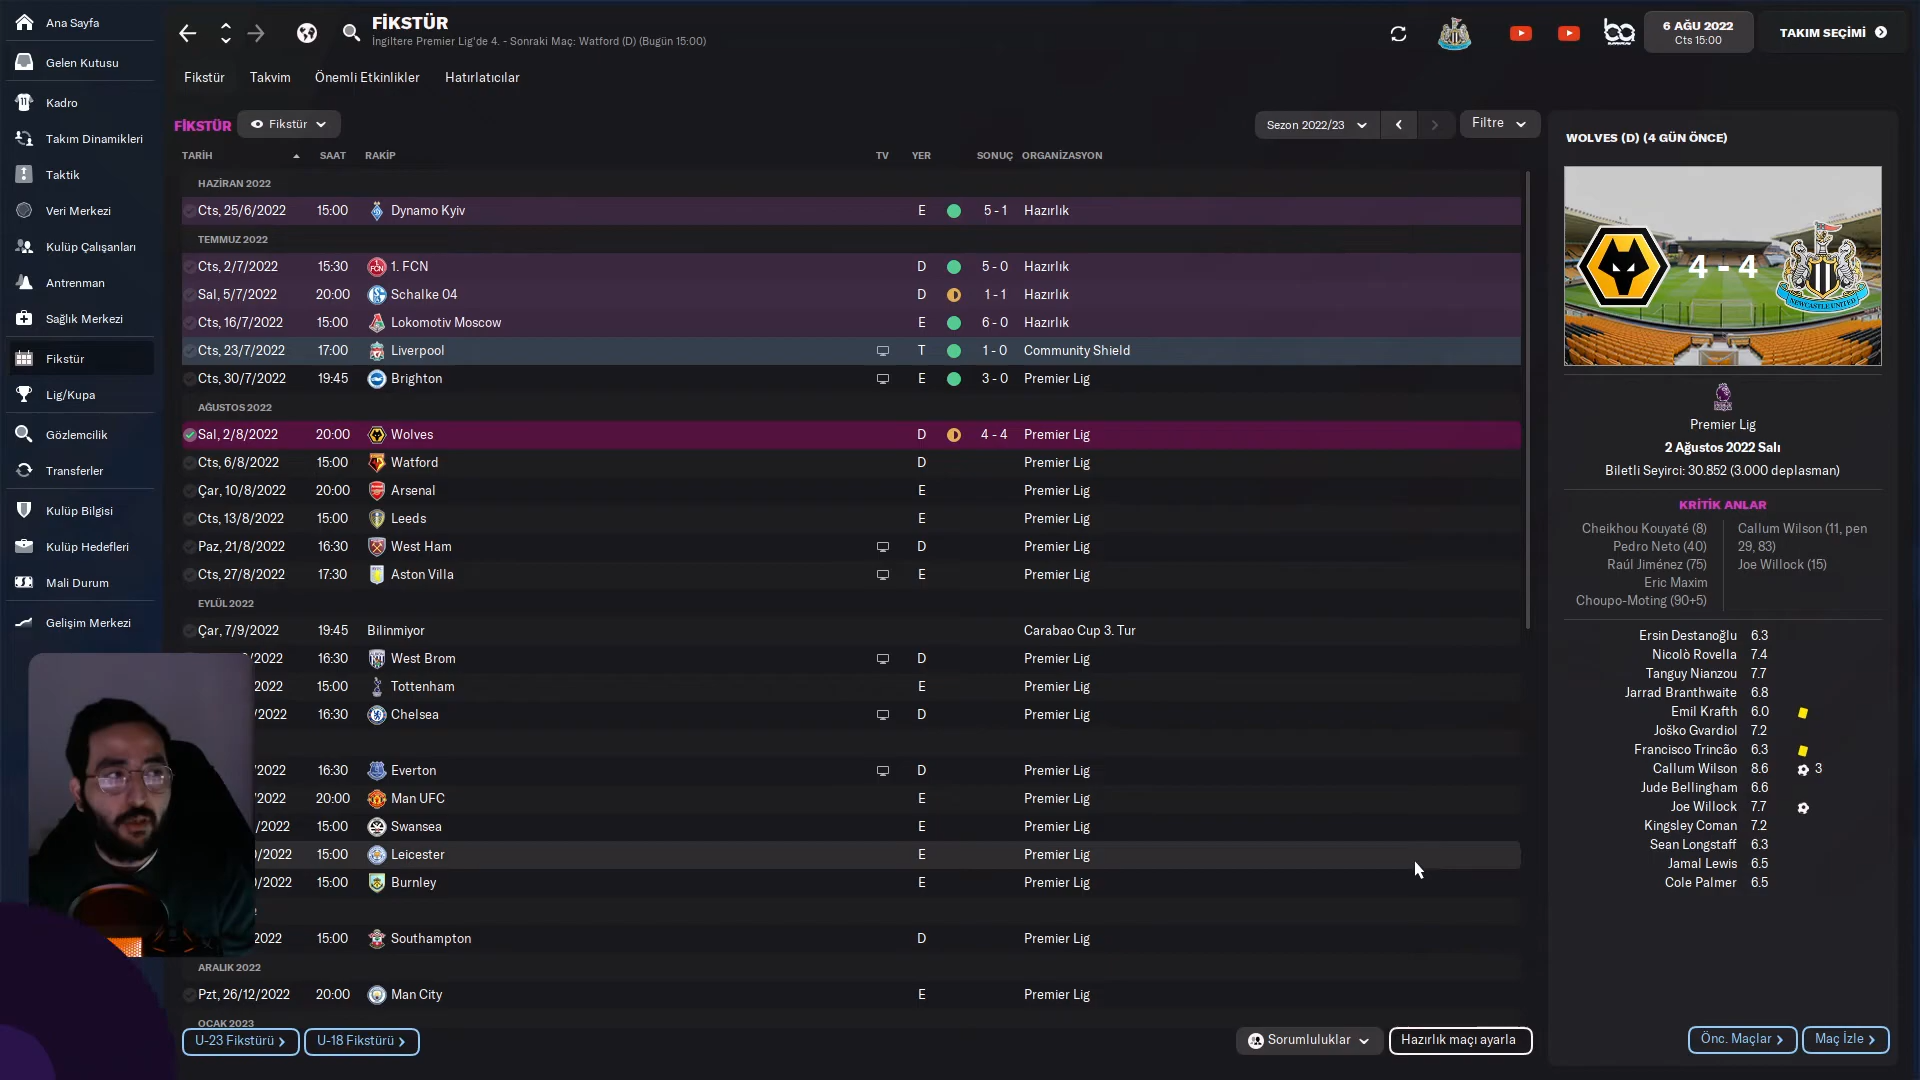 Ana Sayfa
Gelen Kutusu
Kadro
Takım Dinamikleri
Taktik
Veri Merkezi
Kulüp Çalışanları
Antrenman
Sağlık Merkezi
Fikstür
Lig/Kupa
Gözlemcilik
Transferler
Kulüp Bilgisi
Kulüp Hedefleri
Mali Durum
Gelişim Merkezi
FİKSTÜR
İngiltere Premier Lig'de 4. - Sonraki Maç: Watford (D) (Bugün 15:00)
6 AĞU 2022
Cts 15:00
TAKIM SEÇİMİ
Fikstür Takvim Önemli Etkinlikler Hatırlatıcılar
FİKSTÜR Fikstür Sezon 2022/23 Filtre
TARİH SAAT RAKİP TV YER SONUÇ ORGANİZASYON
HAZİRAN 2022
Cts, 25/6/2022 15:00 Dynamo Kyiv E 5 - 1 Hazırlık
TEMMUZ 2022
Cts, 2/7/2022 15:30 1. FCN D 5 - 0 Hazırlık
Sal, 5/7/2022 20:00 Schalke 04 D 1 - 1 Hazırlık
Cts, 16/7/2022 15:00 Lokomotiv Moscow E 6 - 0 Hazırlık
Cts, 23/7/2022 17:00 Liverpool T 1 - 0 Community Shield
Cts, 30/7/2022 19:45 Brighton E 3 - 0 Premier Lig
AĞUSTOS 2022
Sal, 2/8/2022 20:00 Wolves D 4 - 4 Premier Lig
Cts, 6/8/2022 15:00 Watford D Premier Lig
Çar, 10/8/2022 20:00 Arsenal E Premier Lig
Cts, 13/8/2022 15:00 Leeds E Premier Lig
Paz, 21/8/2022 16:30 West Ham D Premier Lig
Cts, 27/8/2022 17:30 Aston Villa E Premier Lig
EYLÜL 2022
Çar, 7/9/2022 19:45 Bilinmiyor Carabao Cup 3. Tur
/2022 16:30 West Brom D Premier Lig
2022 15:00 Tottenham E Premier Lig
/2022 16:30 Chelsea D Premier Lig
/2022 16:30 Everton D Premier Lig
/2022 20:00 Man UFC E Premier Lig
/2022 15:00 Swansea E Premier Lig
/2022 15:00 Leicester E Premier Lig
/2022 15:00 Burnley E Premier Lig
2022 15:00 Southampton D Premier Lig
ARALIK 2022
Pzt, 26/12/2022 20:00 Man City E Premier Lig
OCAK 2023
U-23 Fikstürü U-18 Fikstürü Sorumluluklar Hazırlık maçı ayarla
WOLVES (D) (4 GÜN ÖNCE)
4 - 4
NEWCASTLE UNITED
Premier Lig
2 Ağustos 2022 Salı
Biletli Seyirci: 30.852 (3.000 deplasman)
KRİTİK ANLAR
Cheikhou Kouyaté (8)
Pedro Neto (40)
Raúl Jiménez (75)
Eric Maxim
Choupo-Moting (90+5)
Callum Wilson (11, pen
29, 83)
Joe Willock (15)
Ersin Destanoğlu 6.3
Nicolò Rovella 7.4
Tanguy Nianzou 7.7
Jarrad Branthwaite 6.8
Emil Krafth 6.0
Joško Gvardiol 7.2
Francisco Trincão 6.3
Callum Wilson 8.6 3
Jude Bellingham 6.6
Joe Willock 7.7
Kingsley Coman 7.2
Sean Longstaff 6.3
Jamal Lewis 6.5
Cole Palmer 6.5
Önc. Maçlar Maç İzle